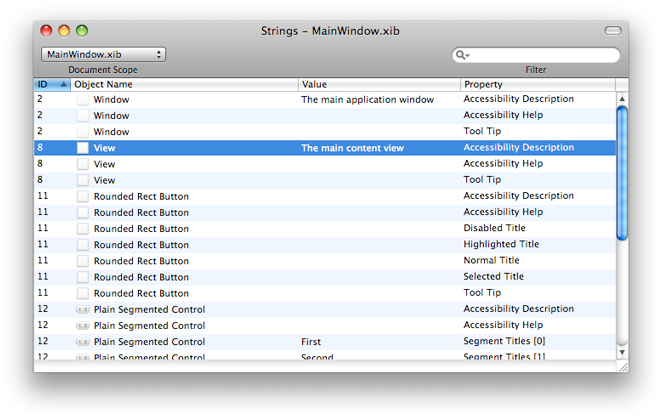 Strings – MainWindow.xib
MainWindow.xib
Document Scope
Filter
ID Object Name Value Property
2 Window The main application window Accessibility Description
2 Window Accessibility Help
2 Window Tool Tip
8 View The main content view Accessibility Description
8 View Accessibility Help
8 View Tool Tip
11 Rounded Rect Button Accessibility Description
11 Rounded Rect Button Accessibility Help
11 Rounded Rect Button Disabled Title
11 Rounded Rect Button Highlighted Title
11 Rounded Rect Button Normal Title
11 Rounded Rect Button Selected Title
11 Rounded Rect Button Tool Tip
12 Plain Segmented Control Accessibility Description
12 Plain Segmented Control Accessibility Help
12 Plain Segmented Control First Segment Titles [0]
12 Plain Segmented Control Second Segment Titles [1]